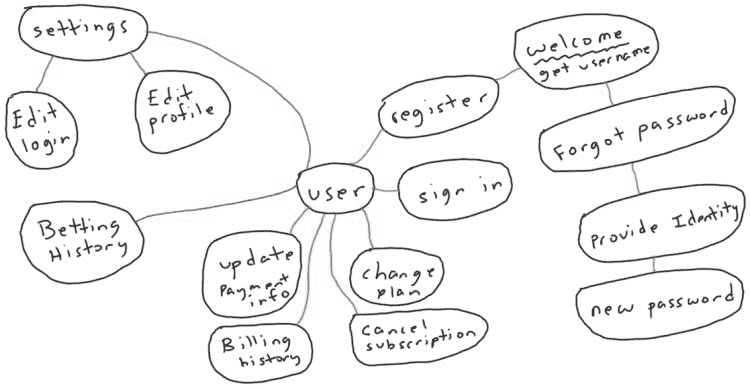 settings
Edit
login
Edit
profile
welcome
get username
register
Forgot password
user
sign in
Betting
History
Provide Identity
update
payment
info
change
plan
new password
Billing
history
cancel
subscription